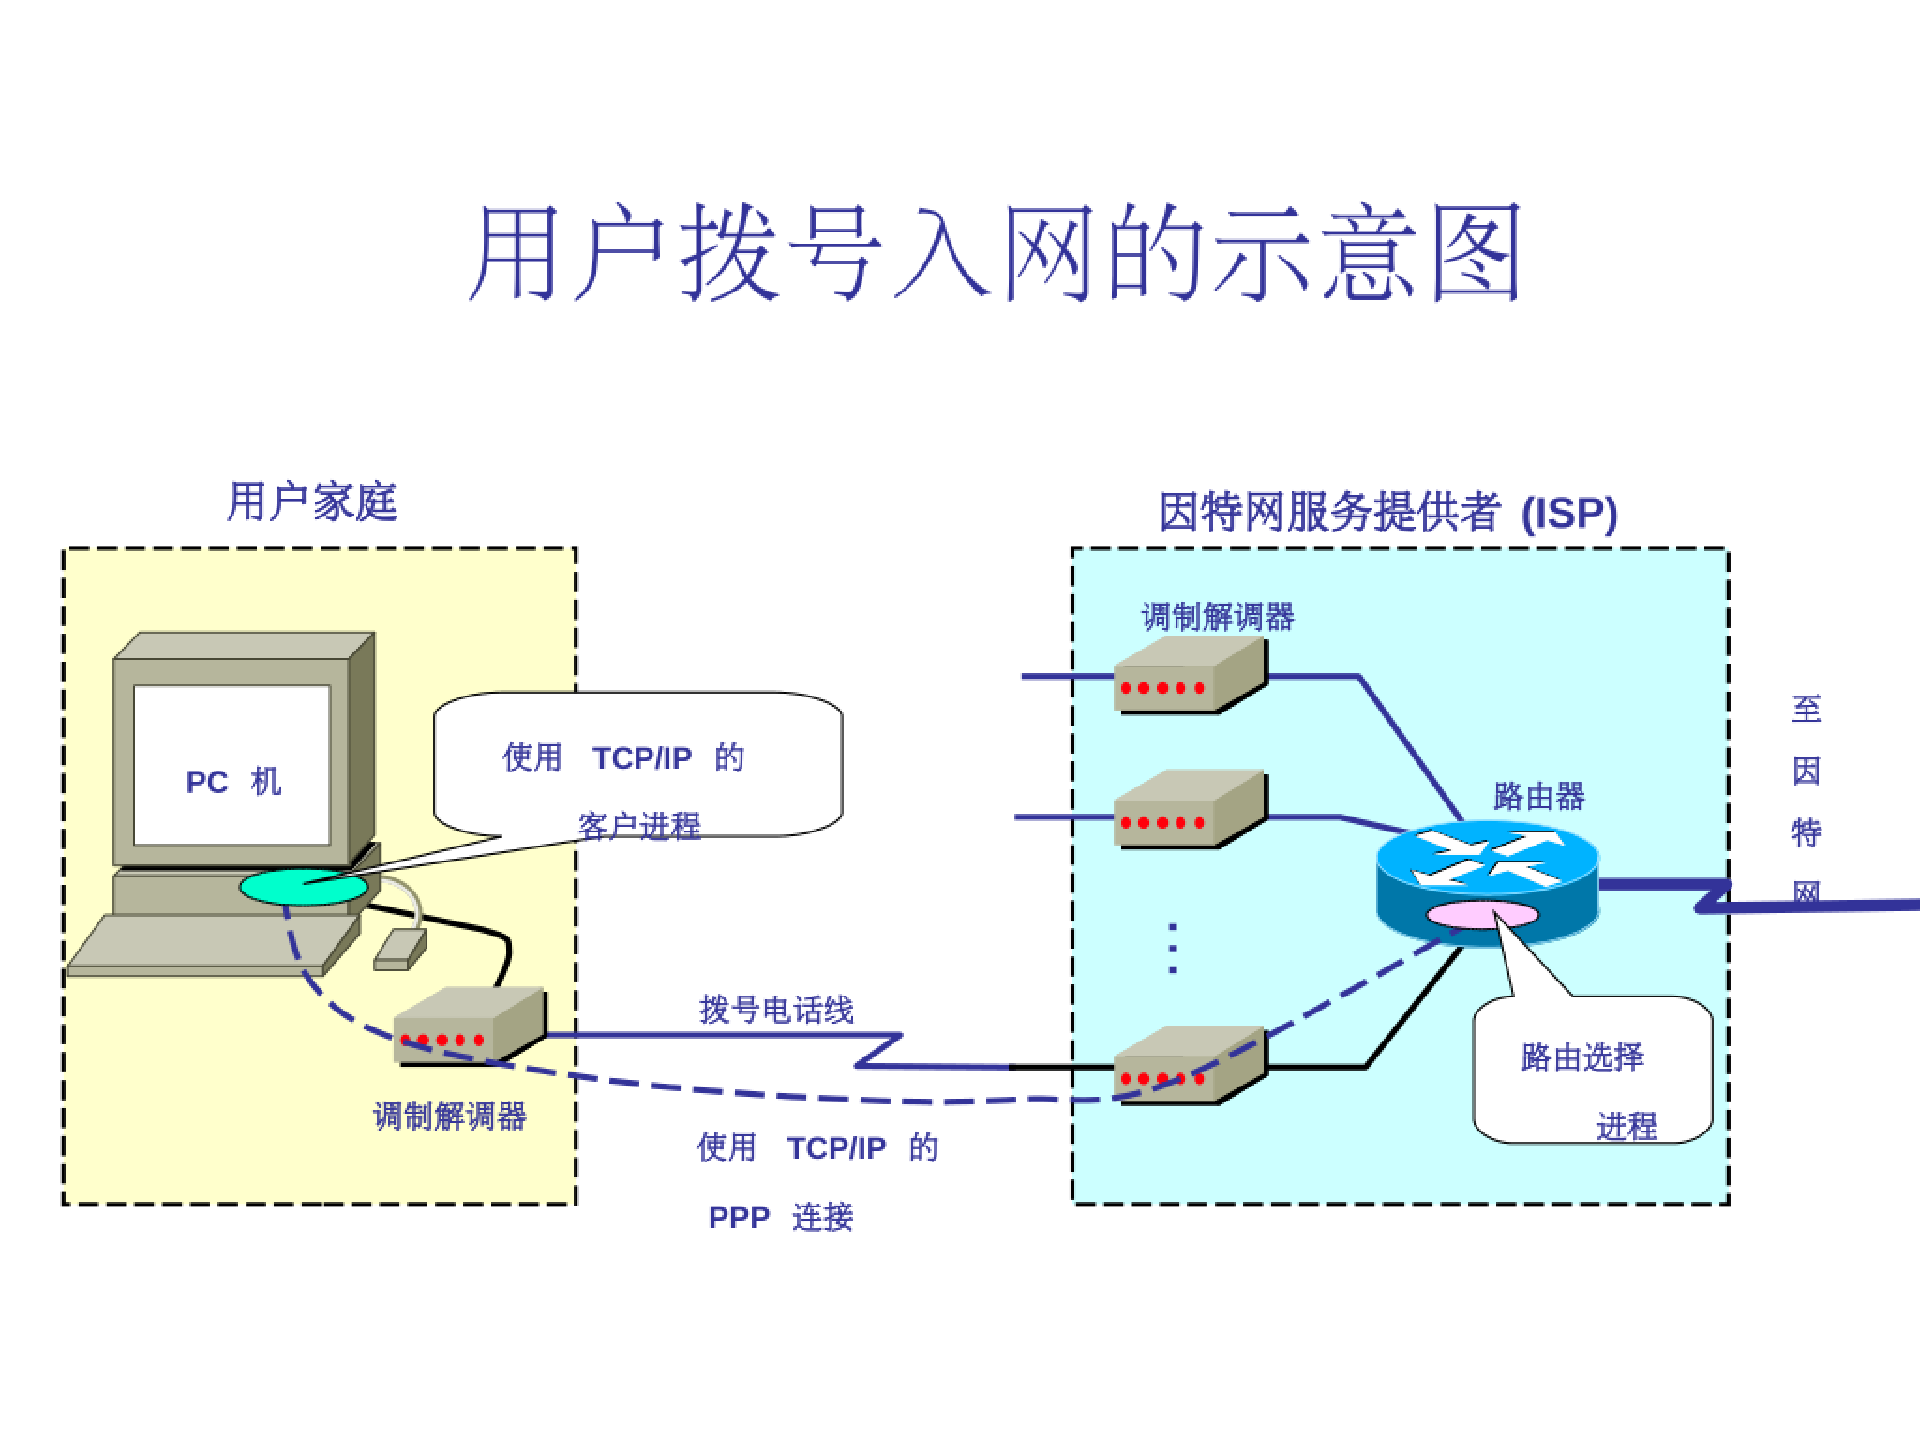 用户拨号入网的示意图
用户家庭
因特网服务提供者 (ISP)
调制解调器
PC 机
使用 TCP/IP 的
客户进程
路由器
至
因
特
网
拨号电话线
路由选择
进程
调制解调器
使用 TCP/IP 的
PPP 连接